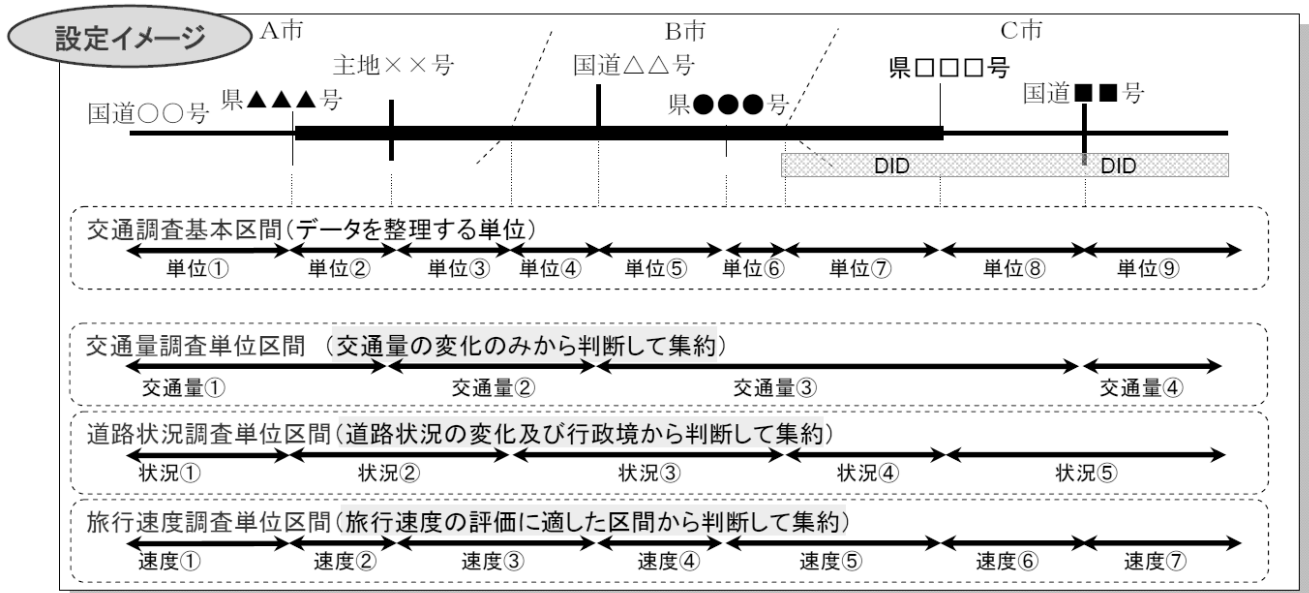 設定イメージ
A市
B市
C市
主地××号
国道△△号
県□□□号
国道○○号
県▲▲▲号
県●●●号
国道■■号
DID
DID
交通調査基本区間(データを整理する単位)
単位①
単位②
単位③
単位④
単位⑤
単位⑥
単位⑦
単位⑧
単位⑨
交通量調査単位区間 (交通量の変化のみから判断して集約)
交通量①
交通量②
交通量③
交通量④
道路状況調査単位区間(道路状況の変化及び行政境から判断して集約)
状況①
状況②
状況③
状況④
状況⑤
旅行速度調査単位区間(旅行速度の評価に適した区間から判断して集約)
速度①
速度②
速度③
速度④
速度⑤
速度⑥
速度⑦